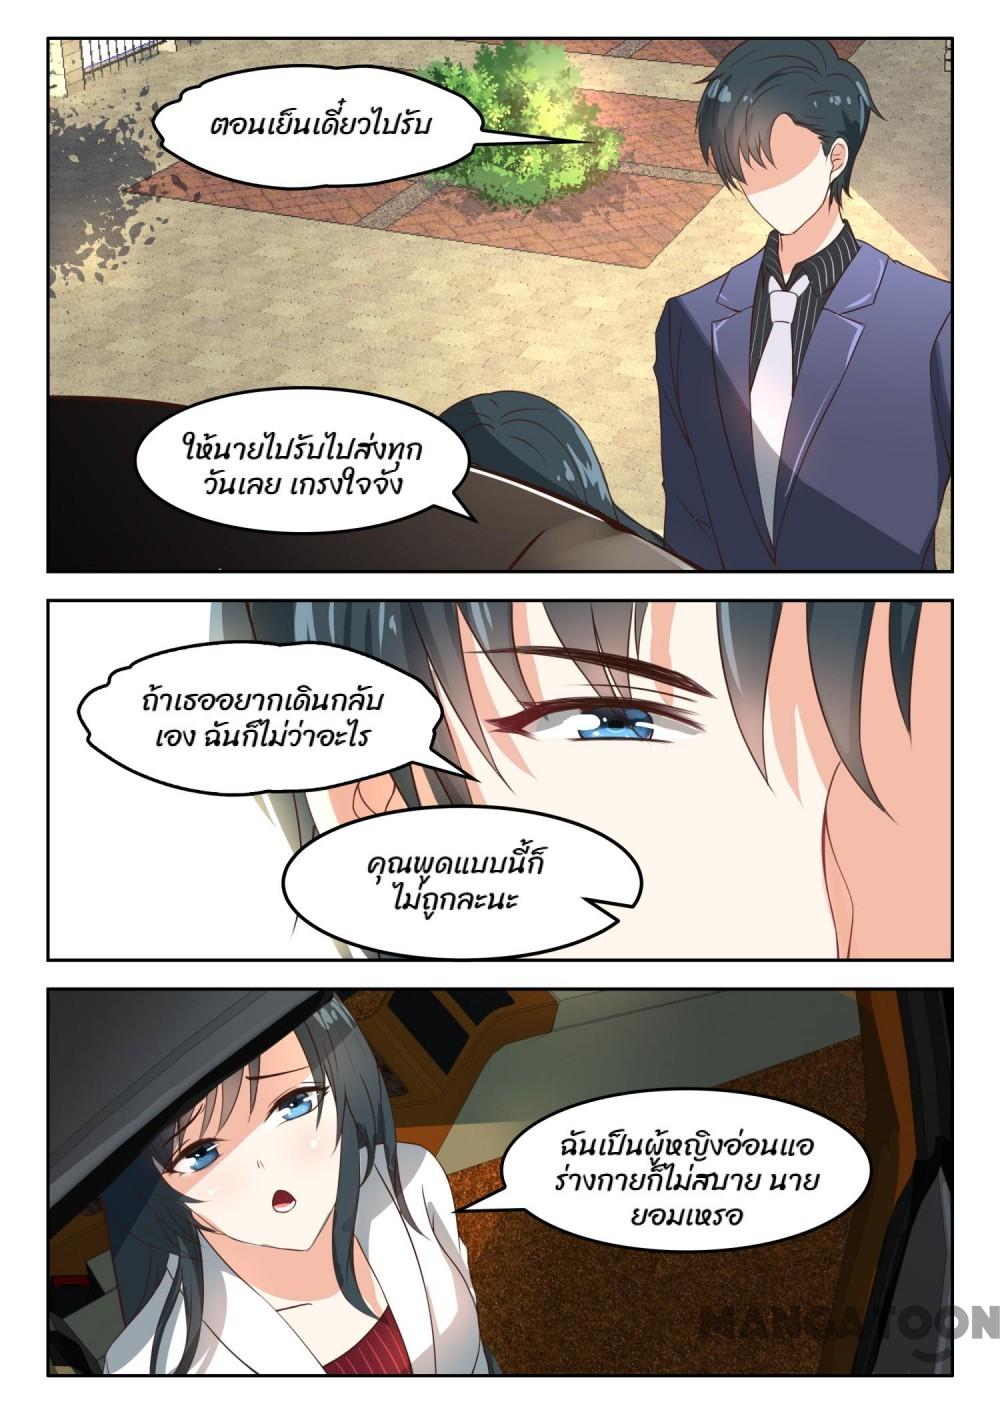 ตอนเย็นเดี๋ยวไปรับ
ให้นายไปรับไปส่งทุก
วันเลย เกรงใจจัง
ถ้าเธออยากเดินกลับ
เอง ฉันก็ไม่ว่าอะไร
คุณพูดแบบนี้ก็
ไม่ถูกละนะ
ฉันเป็นผู้หญิงอ่อนแอ
ร่างกายก็ไม่สบาย นาย
ยอมเหรอ
MANGATOON